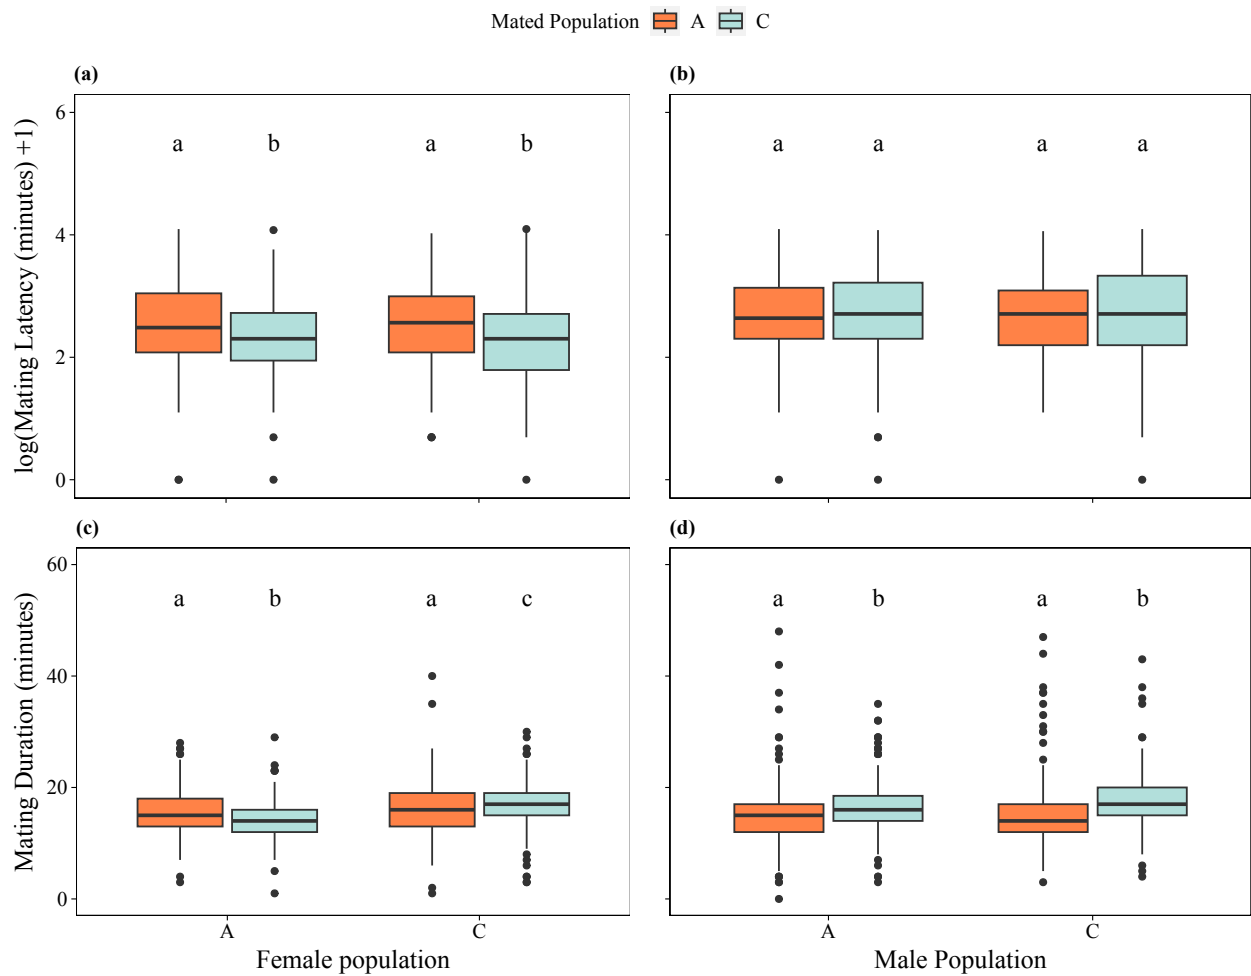 Mated Population A C
(a) (b)
log(Mating Latency (minutes) +1)
6
4
2
0
a b a b
a a a a
(c) (d)
Mating Duration (minutes)
60
40
20
0
a b a c
a b a b
A C
A C
Female population
Male Population